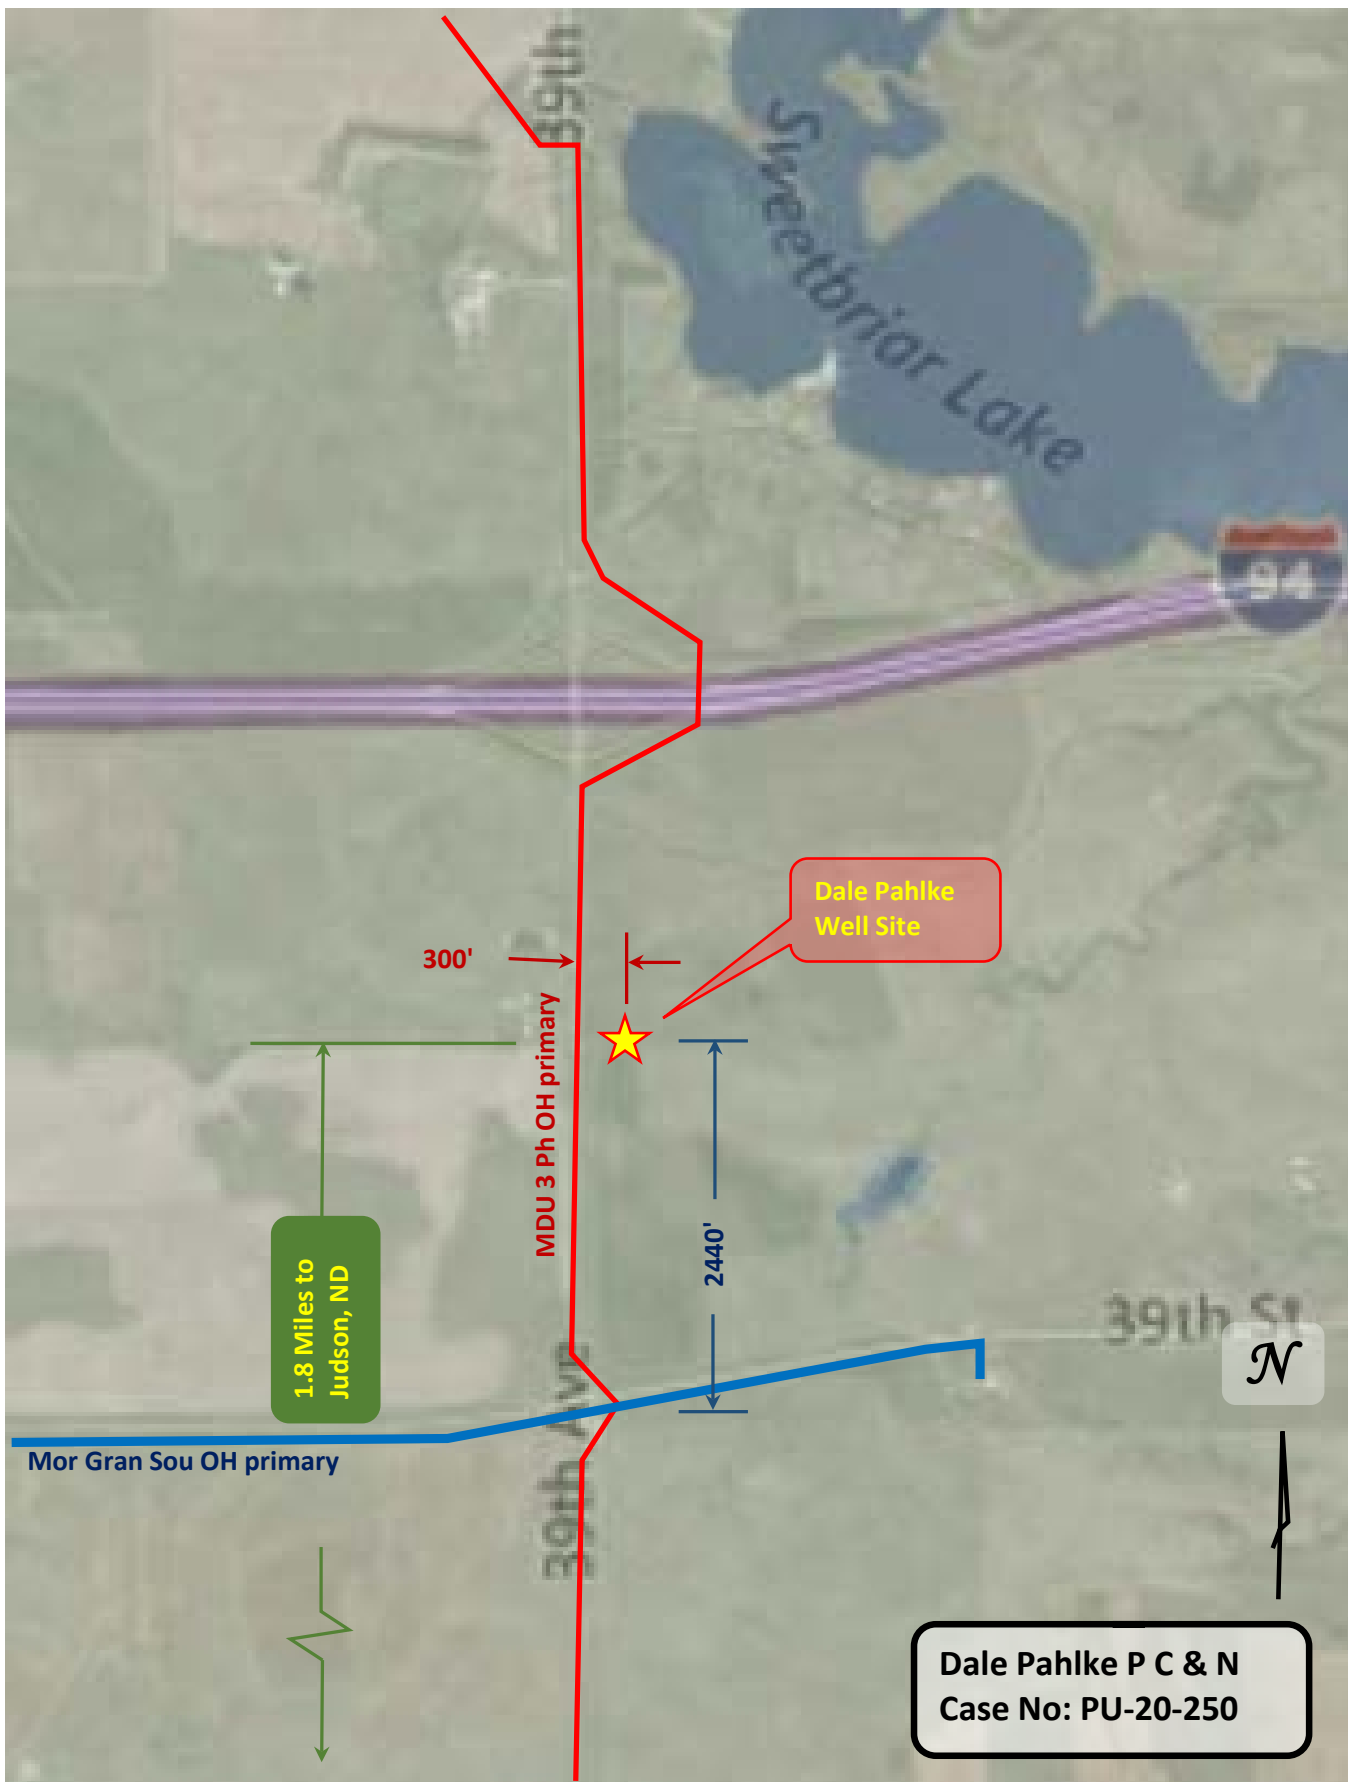 39th
Sweetbriar Lake
94
Dale Pahlke
Well Site
300'
MDU 3 Ph OH primary
2440'
1.8 Miles to
Judson, ND
39th St
N
39th Ave
Mor Gran Sou OH primary
Dale Pahlke P C & N
Case No: PU-20-250